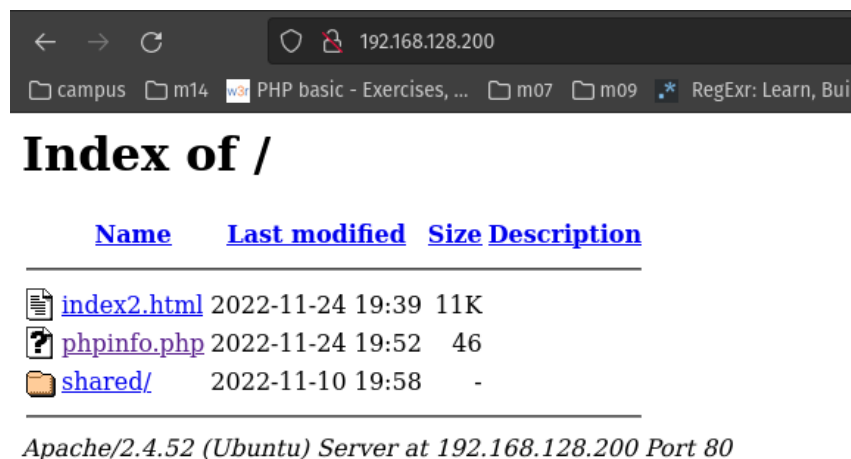 192.168.128.200
campus m14 w3r PHP basic - Exercises, ... m07 m09 .* RegExr: Learn, Bui
Index of /
Name Last modified Size Description
index2.html 2022-11-24 19:39 11K
phpinfo.php 2022-11-24 19:52 46
shared/ 2022-11-10 19:58 -
Apache/2.4.52 (Ubuntu) Server at 192.168.128.200 Port 80